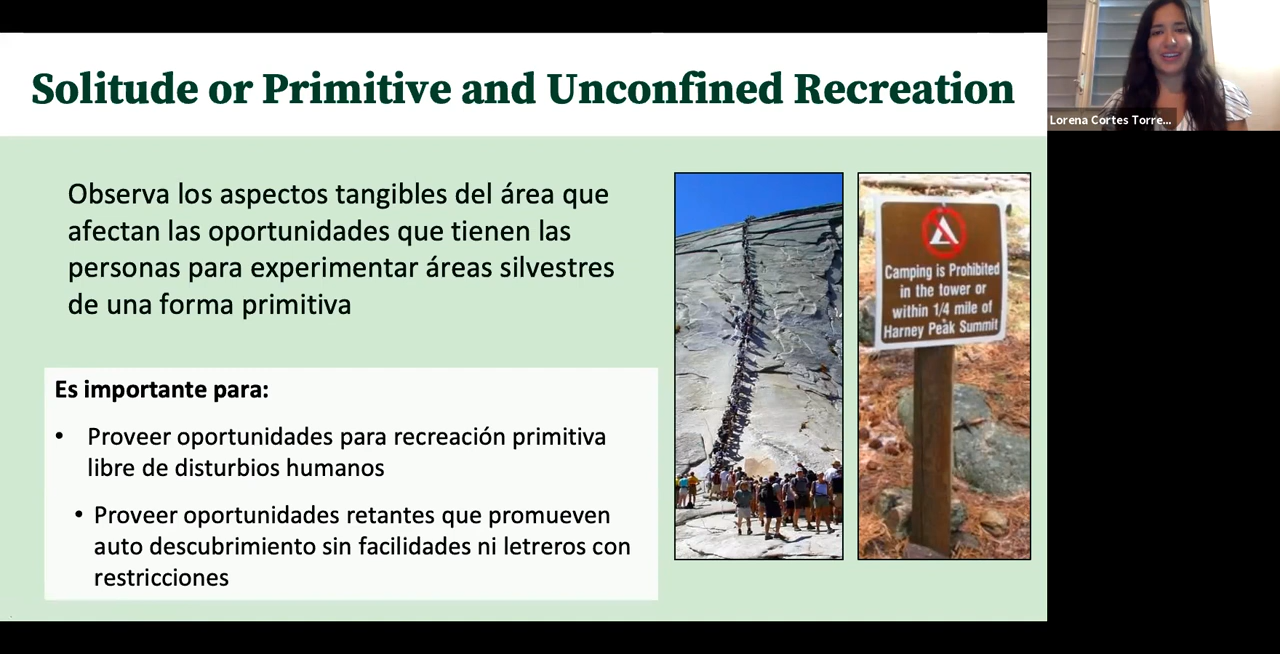 Solitude or Primitive and Unconfined Recreation
Lorena Cortes Torre...
Observa los aspectos tangibles del área que
afectan las oportunidades que tienen las
personas para experimentar áreas silvestres
de una forma primitiva
Es importante para:
• Proveer oportunidades para recreación primitiva
libre de disturbios humanos
• Proveer oportunidades retantes que promueven
auto descubrimiento sin facilidades ni letreros con
restricciones
Camping is Prohibited
in the tower or
within 1/4 mile of
Harney Peak Summit